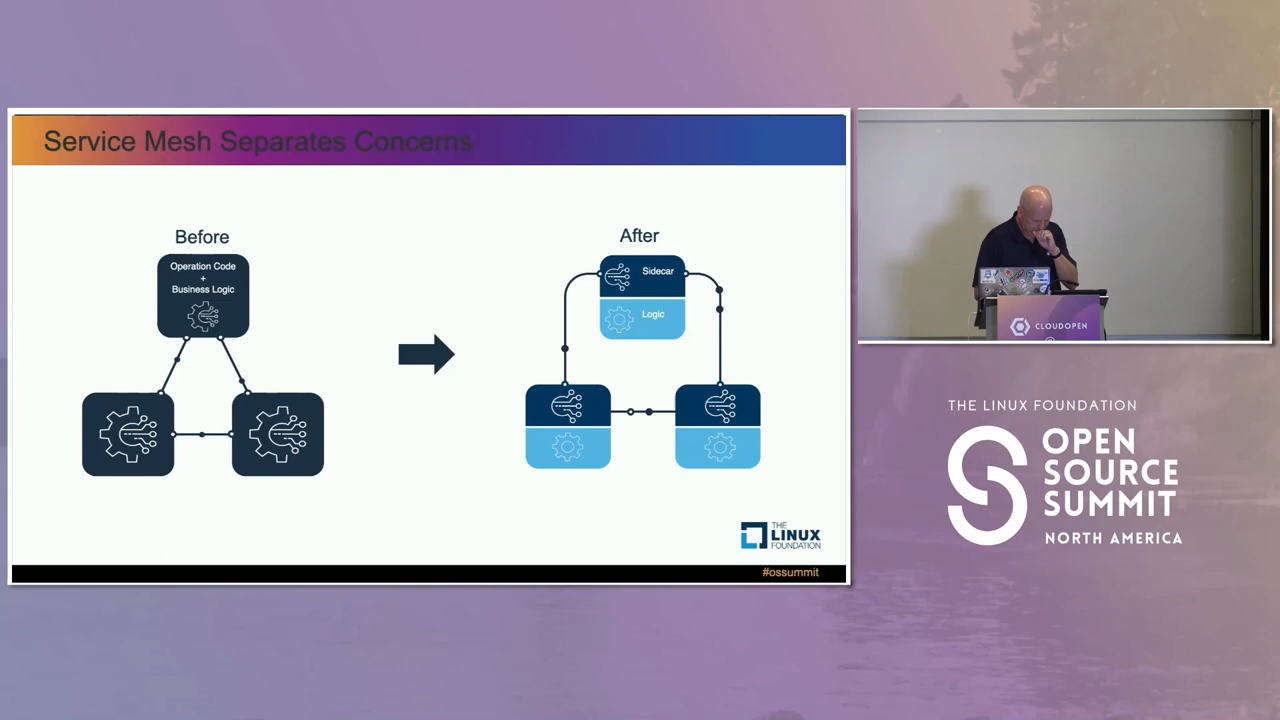 Service Mesh Separates Concerns
Before
Operation Code
+
Business Logic
After
Sidecar
Logic
THE
LINUX
FOUNDATION
#ossummit
CLOUDOPEN
THE LINUX FOUNDATION
OPEN
SOURCE
SUMMIT
NORTH AMERICA